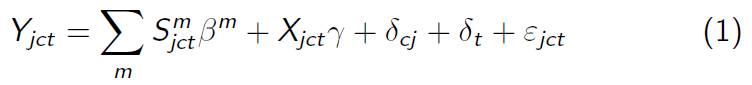 Y_{jct} = \sum_{m} S^{m}_{jct} \beta^{m} + X_{jct} \gamma + \delta_{cj} + \delta_{t} + \varepsilon_{jct} (1)